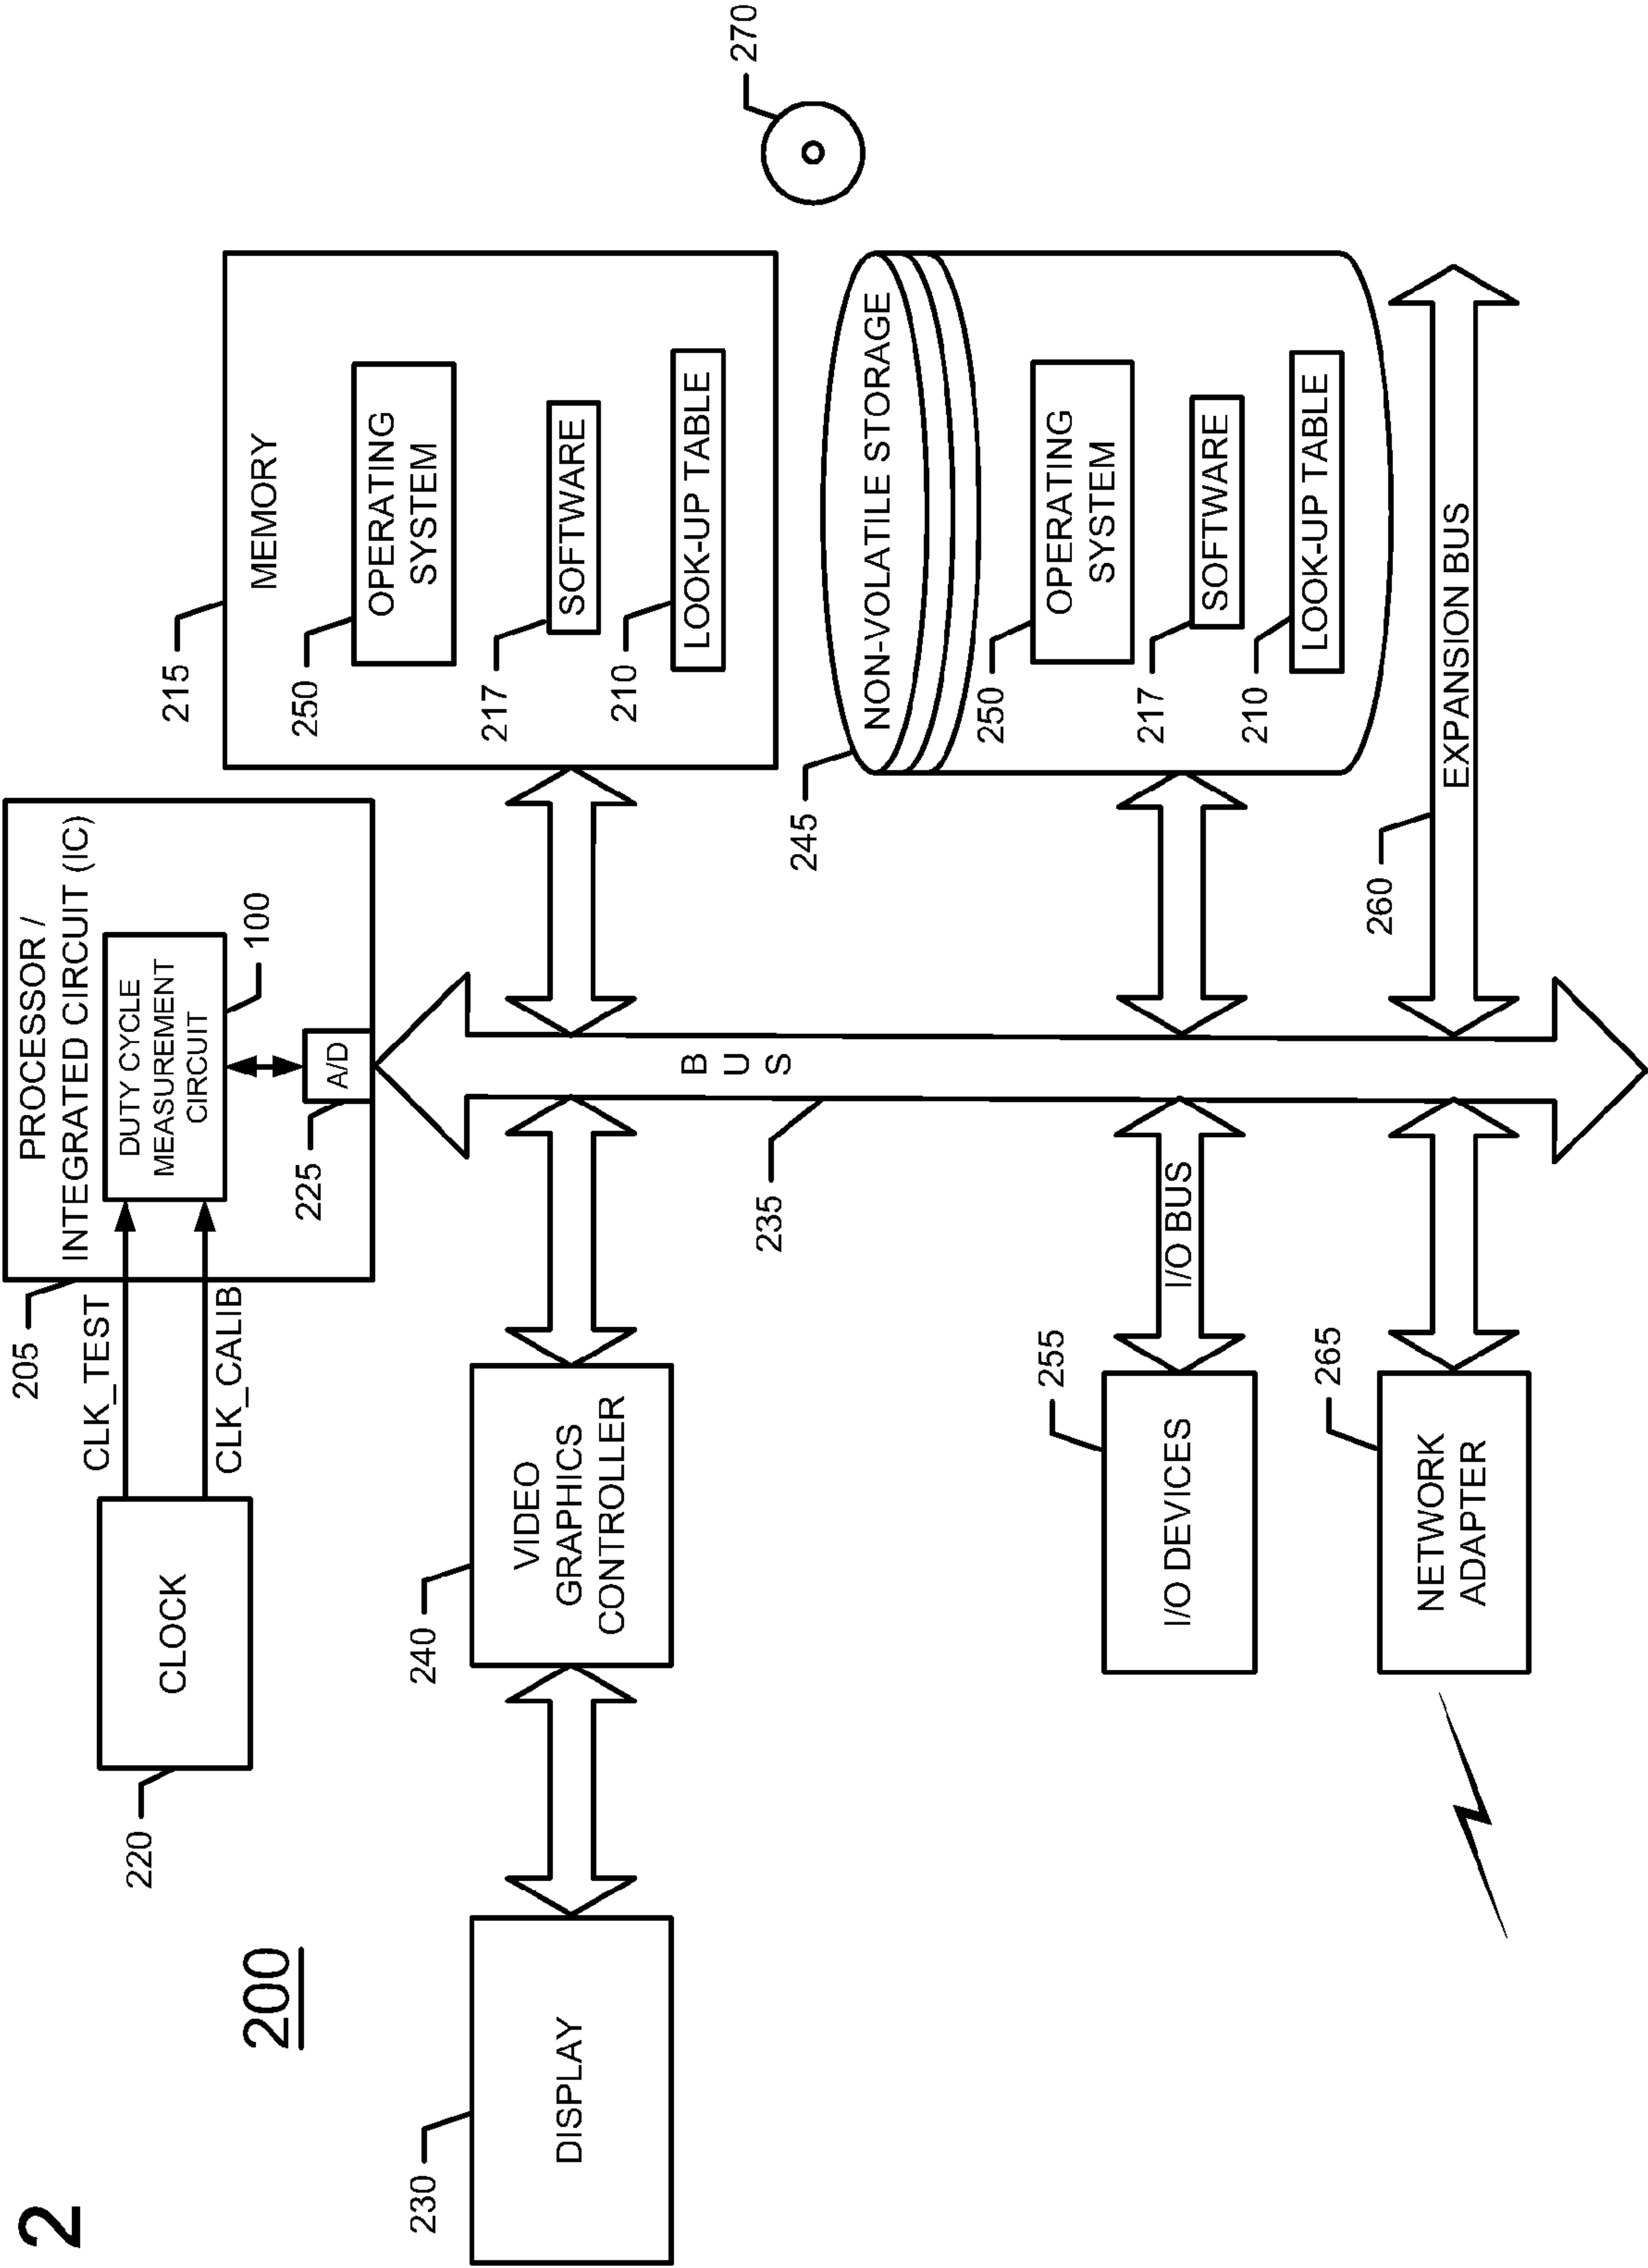 2
200
PROCESSOR /
INTEGRATED CIRCUIT (IC)
205
DUTY CYCLE
MEASUREMENT
CIRCUIT
100
A/D
225
CLOCK
220
CLK_TEST
CLK_CALIB
MEMORY
215
OPERATING
SYSTEM
250
SOFTWARE
217
LOOK-UP TABLE
210
270
DISPLAY
230
VIDEO
GRAPHICS
CONTROLLER
240
B
U
S
235
NON-VOLATILE STORAGE
245
OPERATING
SYSTEM
250
SOFTWARE
217
LOOK-UP TABLE
210
I/O DEVICES
255
I/O BUS
EXPANSION BUS
260
NETWORK
ADAPTER
265